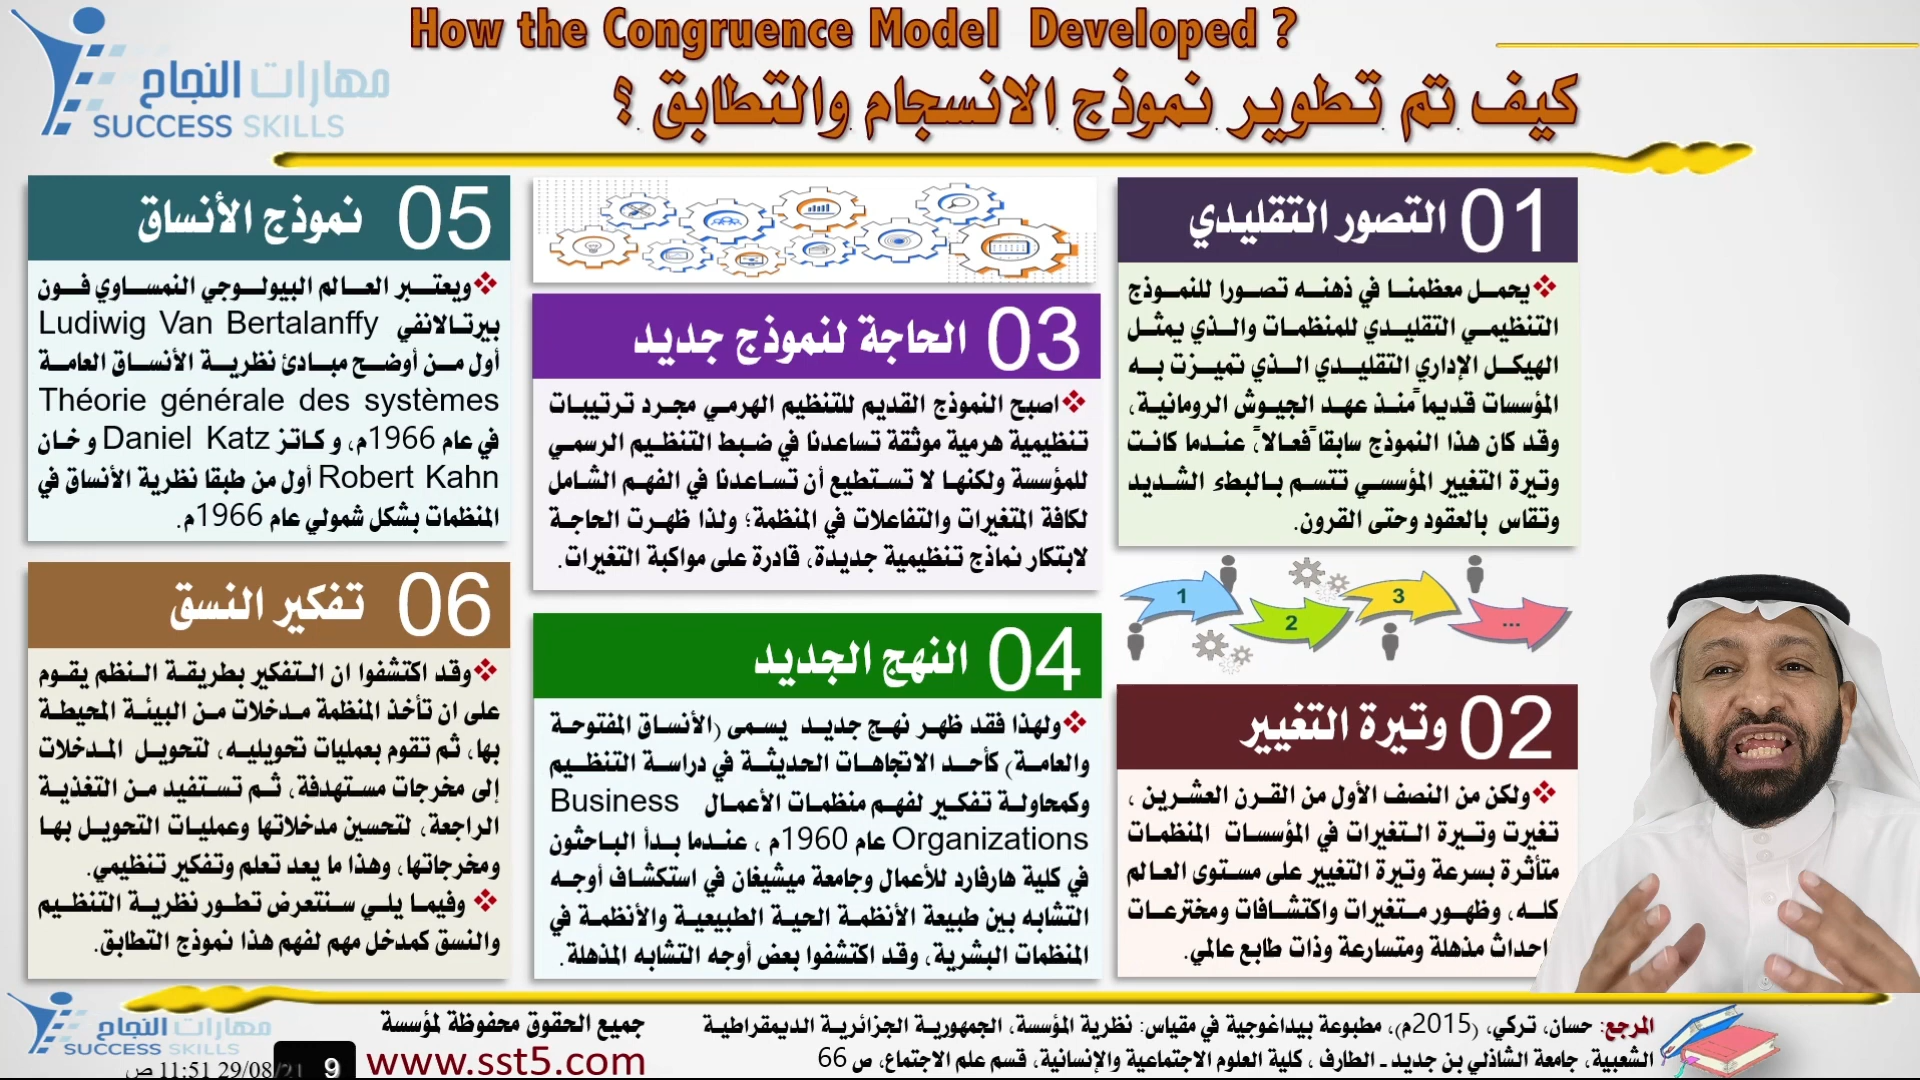 How the Congruence Model Developed ?
كيف تم تطوير نموذج الانسجام والتطابق ؟
مهارات النجاح
SUCCESS SKILLS
01 التصور التقليدي
يحمل معظمنا في ذهنه تصورا للنموذج
التنظيمي التقليدي للمنظمات والذي يمثل
الهيكل الإداري التقليدي الذي تميزت به
المؤسسات قديماً منذ عهد الجيوش الرومانية،
وقد كان هذا النموذج سابقاً فعالاً، عندما كانت
وتيرة التغيير المؤسسي تتسم بالبطء الشديد
وتقاس بالعقود وحتى القرون.
1
2
3
...
02 وتيرة التغيير
ولكن من النصف الأول من القرن العشرين ،
تغيرت وتيرة التغيرات في المؤسسات المنظمات
متأثرة بسرعة وتيرة التغيير على مستوى العالم
كله، وظهور متغيرات واكتشافات ومخترعات
احداث مذهلة ومتسارعة وذات طابع عالمي.
03 الحاجة لنموذج جديد
اصبح النموذج القديم للتنظيم الهرمي مجرد ترتيبات
تنظيمية هرمية موثقة تساعدنا في ضبط التنظيم الرسمي
للمؤسسة ولكنها لا تستطيع أن تساعدنا في الفهم الشامل
لكافة المتغيرات والتفاعلات في المنظمة؛ ولذا ظهرت الحاجة
لابتكار نماذج تنظيمية جديدة، قادرة على مواكبة التغيرات.
04 النهج الجديد
ولهذا فقد ظهر نهج جديد يسمى (الأنساق المفتوحة
والعامة) كأحد الاتجاهات الحديثة في دراسة التنظيم
وكمحاولة تفكير لفهم منظمات الأعمال Business
Organizations عام 1960م ، عندما بدأ الباحثون
في كلية هارفارد للأعمال وجامعة ميشيغان في استكشاف أوجه
التشابه بين طبيعة الأنظمة الحية الطبيعية والأنظمة في
المنظمات البشرية، وقد اكتشفوا بعض أوجه التشابه المذهلة.
05 نموذج الأنساق
ويعتبر العالم البيولوجي النمساوي فون
بيرتالانفي Ludiwig Van Bertalanffy
أول من أوضح مبادئ نظرية الأنساق العامة
Théorie générale des systèmes
في عام 1966م، و كاتز Daniel Katz و خان
Robert Kahn أول من طبقا نظرية الأنساق في
المنظمات بشكل شمولي عام 1966م.
06 تفكير النسق
وقد اكتشفوا ان التفكير بطريقة النظم يقوم
على ان تأخذ المنظمة مدخلات من البيئة المحيطة
بها، ثم تقوم بعمليات تحويليه، لتحويل المدخلات
إلى مخرجات مستهدفة، ثم تستفيد من التغذية
الراجعة، لتحسين مدخلاتها وعمليات التحويل بها
ومخرجاتها، وهذا ما يعد تعلم وتفكير تنظيمي.
وفيما يلي سنتعرض تطور نظرية التنظيم
والنسق كمدخل مهم لفهم هذا نموذج التطابق.
المرجع: حسان، تركي، (2015م)، مطبوعة بيداغوجية في مقياس: نظرية المؤسسة، الجمهورية الجزائرية الديمقراطية
الشعبية، جامعة الشاذلي بن جديد ـ الطارف ، كلية العلوم الاجتماعية والإنسانية، قسم علم الاجتماع، ص 66
جميع الحقوق محفوظة لمؤسسة
www.sst5.com
9
مهارات النجاح
SUCCESS SKILLS
29/08/21 11:51 ص